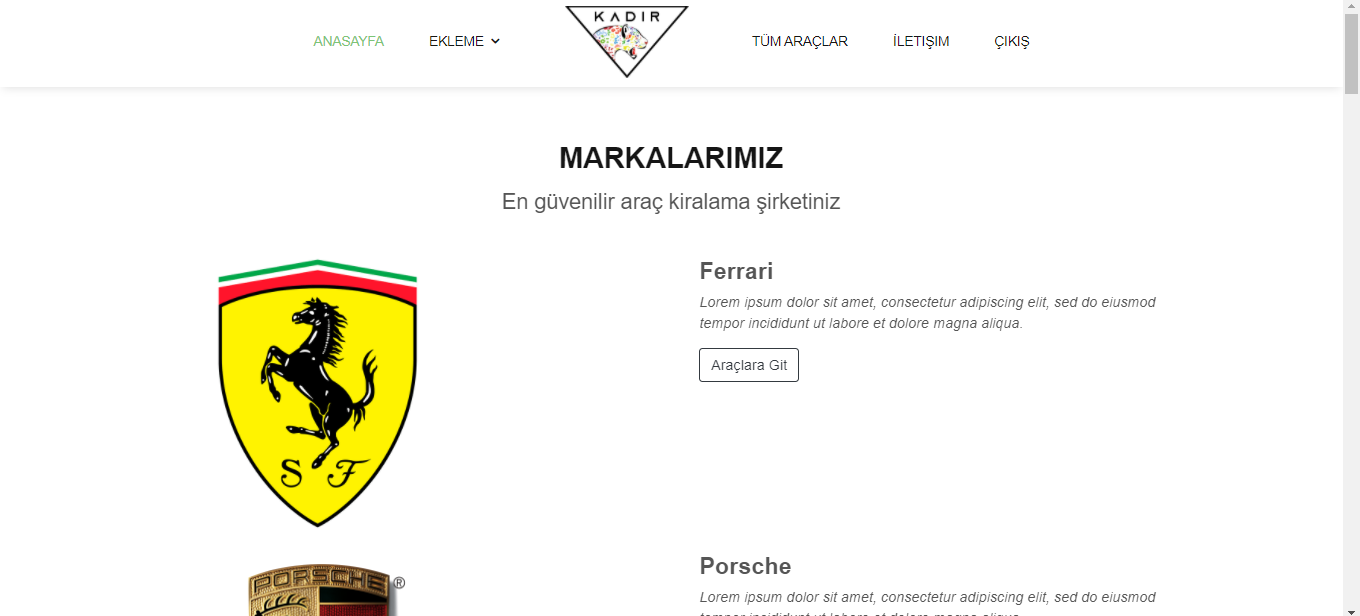 ANASAYFA EKLEME KADIR TÜM ARAÇLAR İLETIŞIM ÇIKIŞ
MARKALARIMIZ
En güvenilir araç kiralama şirketiniz
Ferrari
Lorem ipsum dolor sit amet, consectetur adipiscing elit, sed do eiusmod
tempor incididunt ut labore et dolore magna aliqua.
Araçlara Git
S F
PORSCHE ®
Porsche
Lorem ipsum dolor sit amet, consectetur adipiscing elit, sed do eiusmod